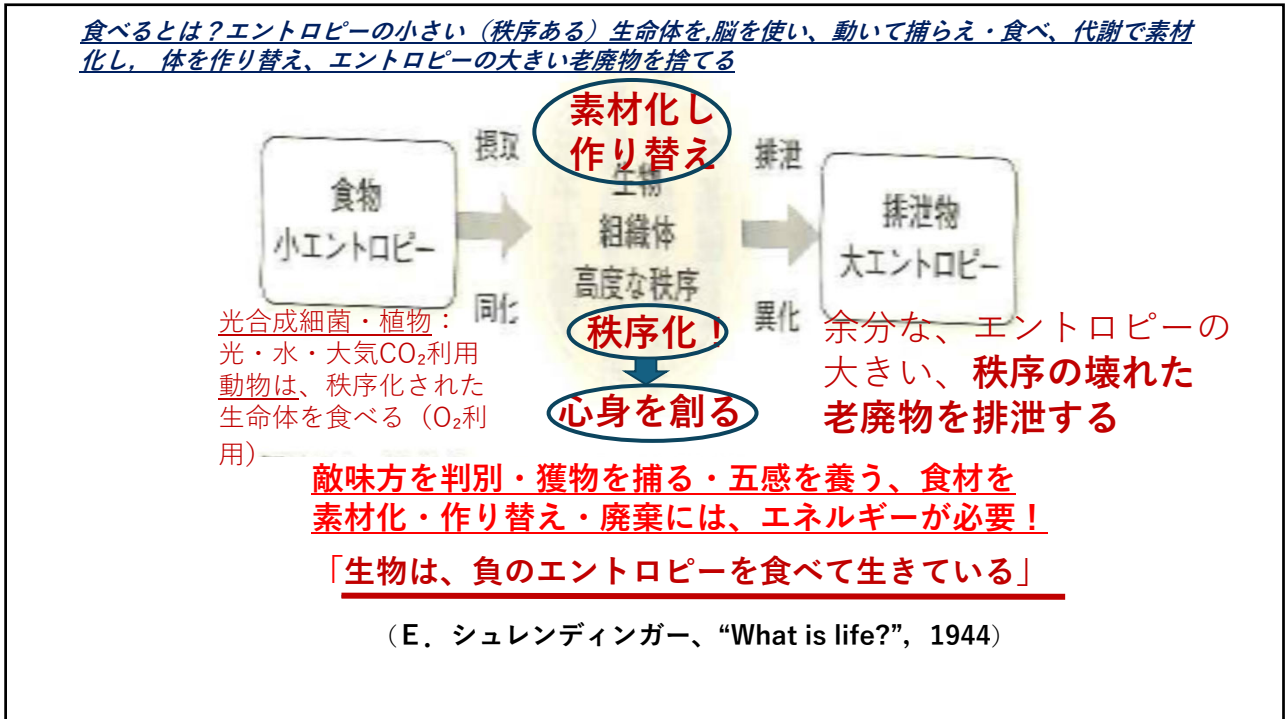 食べるとは？エントロピーの小さい（秩序ある）生命体を,脳を使い、動いて捕らえ・食べ、代謝で素材
化し， 体を作り替え、エントロピーの大きい老廃物を捨てる
素材化し
作り替え
摂取
排泄
食物
小エントロピー
生物
組織体
高度な秩序
排泄物
大エントロピー
同化
異化
秩序化！
心身を創る
光合成細菌・植物：
光・水・大気CO₂利用
動物は、秩序化された
生命体を食べる（O₂利
用）
余分な、エントロピーの
大きい、秩序の壊れた
老廃物を排泄する
敵味方を判別・獲物を捕る・五感を養う、食材を
素材化・作り替え・廃棄には、エネルギーが必要！
「生物は、負のエントロピーを食べて生きている」
（E．シュレンディンガー、“What is life?”，1944）